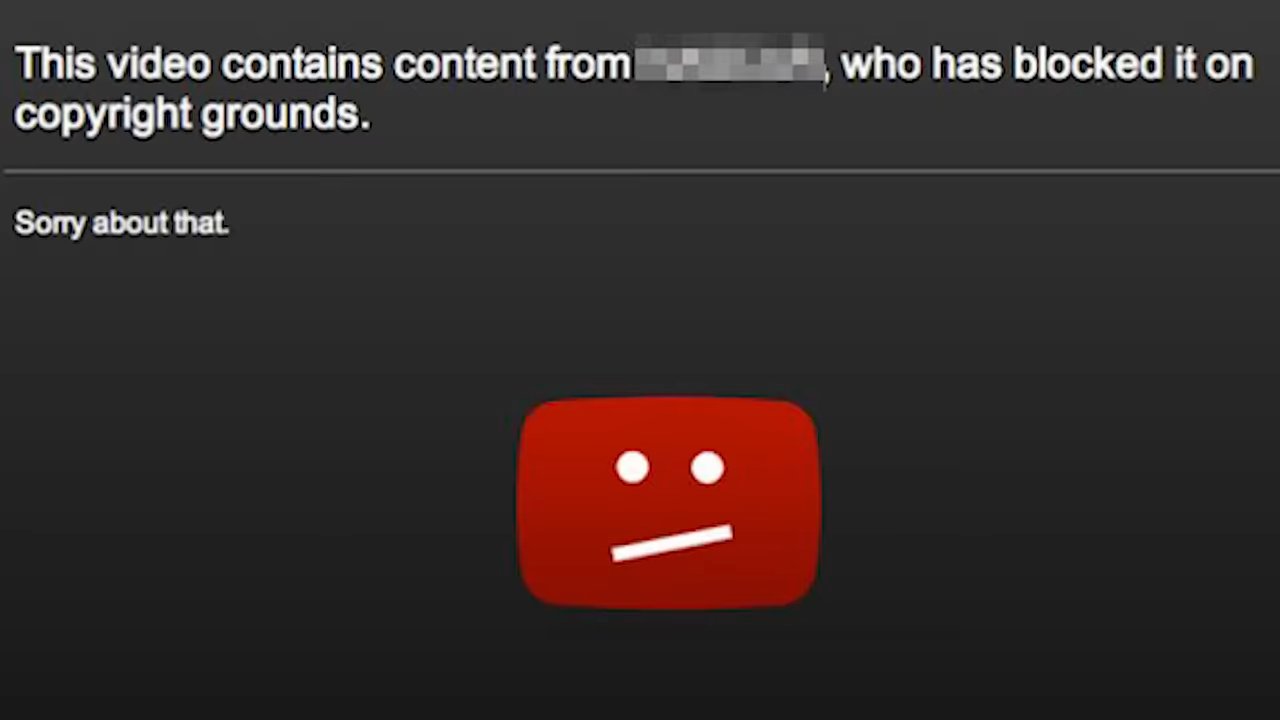 This video contains content from , who has blocked it on
copyright grounds.
Sorry about that.